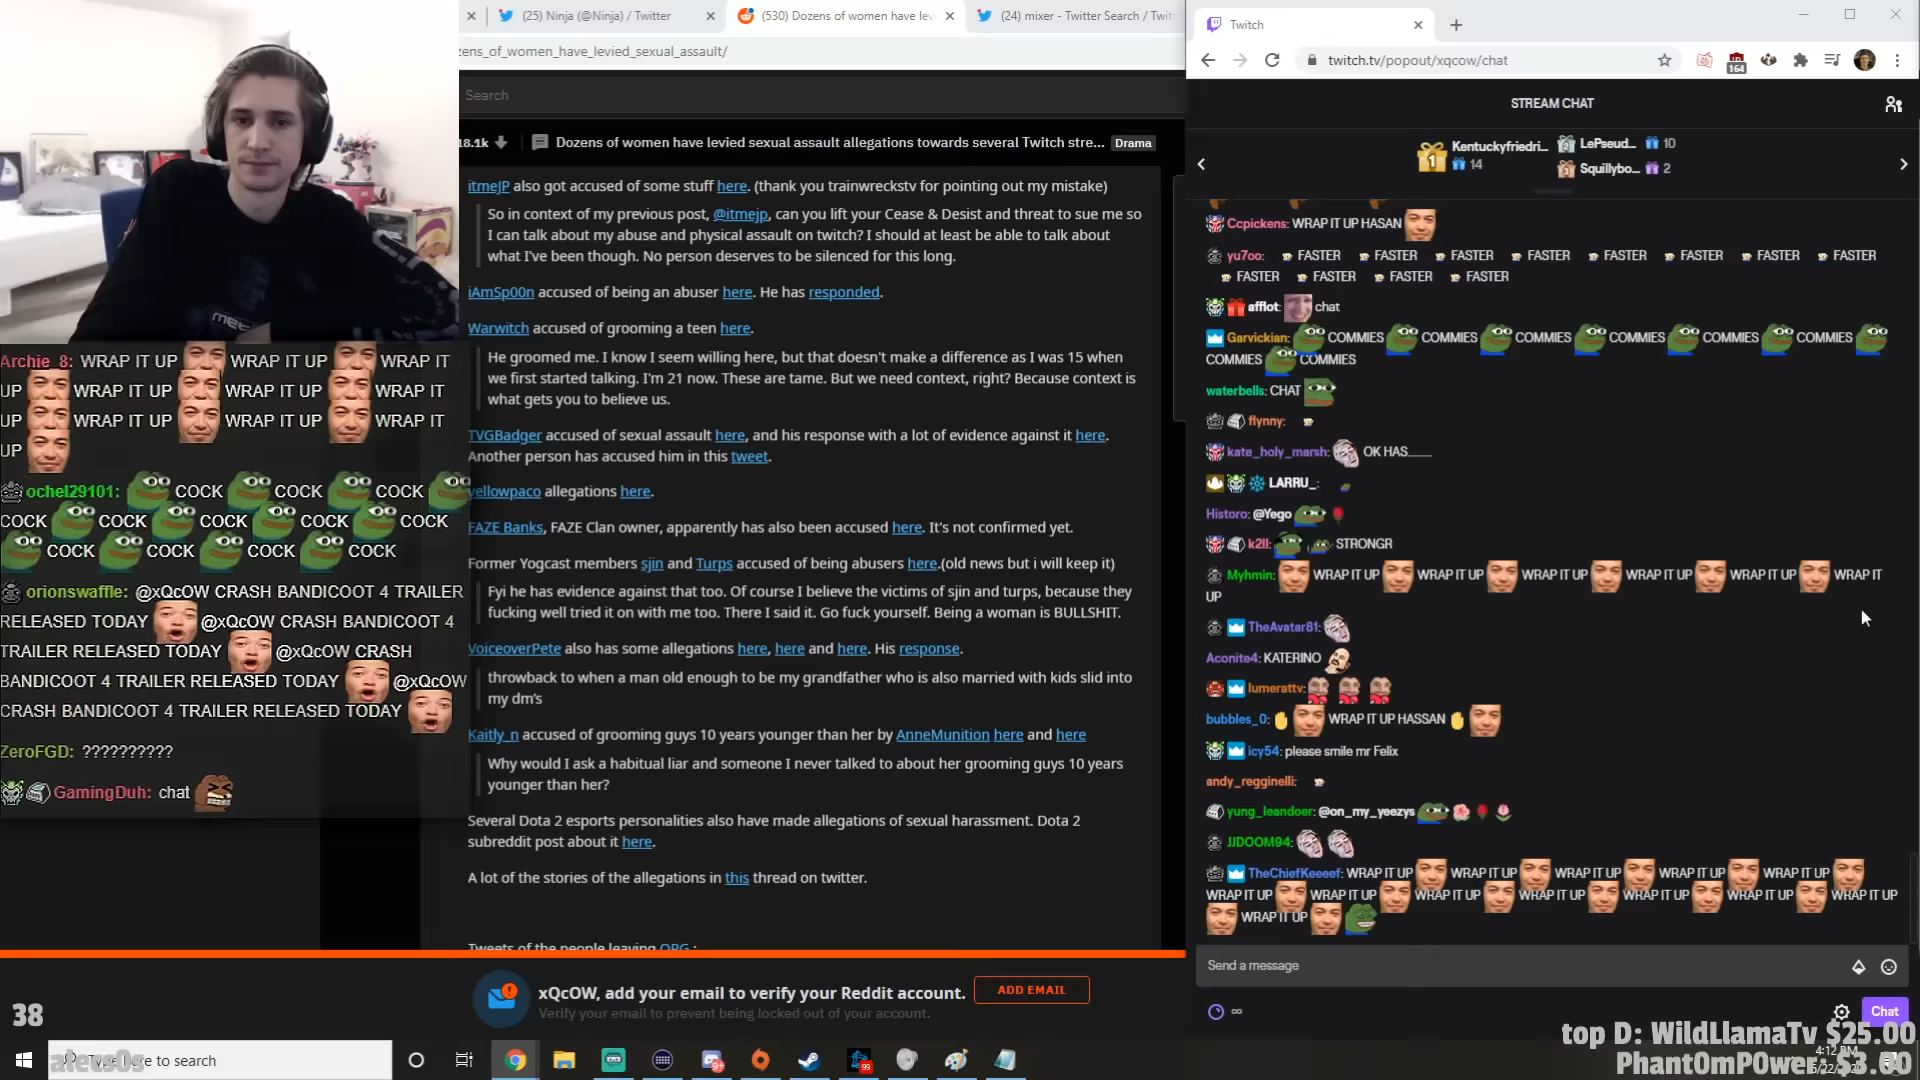 (25) Ninja (@Ninja) / Twitter
(530) Dozens of women have lev
(24) mixer - Twitter Search / Twit
zens_of_women_have_levied_sexual_assault/
Search
18.1k
Dozens of women have levied sexual assault allegations towards several Twitch stre...
Drama
itmeJP also got accused of some stuff here. (thank you trainwreckstv for pointing out my mistake)
So in context of my previous post, @itmejp, can you lift your Cease & Desist and threat to sue me so
I can talk about my abuse and physical assault on twitch? I should at least be able to talk about
what I've been though. No person deserves to be silenced for this long.
iAmSp00n accused of being an abuser here. He has responded.
Warwitch accused of grooming a teen here.
He groomed me. I know I seem willing here, but that doesn't make a difference as I was 15 when
we first started talking. I'm 21 now. These are tame. But we need context, right? Because context is
what gets you to believe us.
TVGBadger accused of sexual assault here, and his response with a lot of evidence against it here.
Another person has accused him in this tweet.
yellowpaco allegations here.
FAZE Banks, FAZE Clan owner, apparently has also been accused here. It's not confirmed yet.
Former Yogcast members sjin and Turps accused of being abusers here.(old news but i will keep it)
Fyi he has evidence against that too. Of course I believe the victims of sjin and turps, because they
fucking well tried it on with me too. There I said it. Go fuck yourself. Being a woman is BULLSHIT.
VoiceoverPete also has some allegations here, here and here. His response.
throwback to when a man old enough to be my grandfather who is also married with kids slid into
my dm's
Kaitly_n accused of grooming guys 10 years younger than her by AnneMunition here and here
Why would I ask a habitual liar and someone I never talked to about her grooming guys 10 years
younger than her?
Several Dota 2 esports personalities also have made allegations of sexual harassment. Dota 2
subreddit post about it here.
A lot of the stories of the allegations in this thread on twitter.
Tweets of the people leaving ORG :
xQcOW, add your email to verify your Reddit account.
Verify your email to prevent being locked out of your account.
ADD EMAIL
Archie_8: WRAP IT UP WRAP IT UP WRAP IT
UP WRAP IT UP WRAP IT UP WRAP IT
UP WRAP IT UP WRAP IT UP WRAP IT
UP
ochel29101: COCK COCK COCK
COCK COCK COCK COCK COCK
COCK COCK COCK COCK
orionswaffle: @xQcOW CRASH BANDICOOT 4 TRAILER
RELEASED TODAY @xQcOW CRASH BANDICOOT 4
TRAILER RELEASED TODAY @xQcOW CRASH
BANDICOOT 4 TRAILER RELEASED TODAY @xQcOW
CRASH BANDICOOT 4 TRAILER RELEASED TODAY
ZeroFGD: ??????????
GamingDuh: chat
38
Type here to search
Twitch
twitch.tv/popout/xqcow/chat
164
STREAM CHAT
1 Kentuckyfriedri... 14
2 LePseud... 10
3 Squillybo... 2
Ccpickens: WRAP IT UP HASAN
yu7oo: FASTER FASTER FASTER FASTER FASTER FASTER FASTER FASTER
FASTER FASTER FASTER FASTER
afflot: chat
Garvickian: COMMIES COMMIES COMMIES COMMIES COMMIES COMMIES
COMMIES COMMIES
waterbells: CHAT
flynny:
kate_holy_marsh: OK HAS........
LARRU_:
Historo: @Yego
k2ll: STRONGR
Myhmin: WRAP IT UP WRAP IT UP WRAP IT UP WRAP IT UP WRAP IT UP WRAP IT
UP
TheAvatar81:
Aconite4: KATERINO
lumerattv:
bubbles_0: WRAP IT UP HASSAN
icy54: please smile mr Felix
andy_regginelli:
yung_leandoer: @on_my_yeezys
JJDOOM94:
TheChiefKeeeef: WRAP IT UP WRAP IT UP WRAP IT UP WRAP IT UP WRAP IT UP
WRAP IT UP WRAP IT UP WRAP IT UP WRAP IT UP WRAP IT UP WRAP IT UP WRAP IT UP
WRAP IT UP
Send a message
∞
Chat
top D: WildLlamaTv $25.00
4:12 PM
PhantOmPOwer: $3.00
99
9+